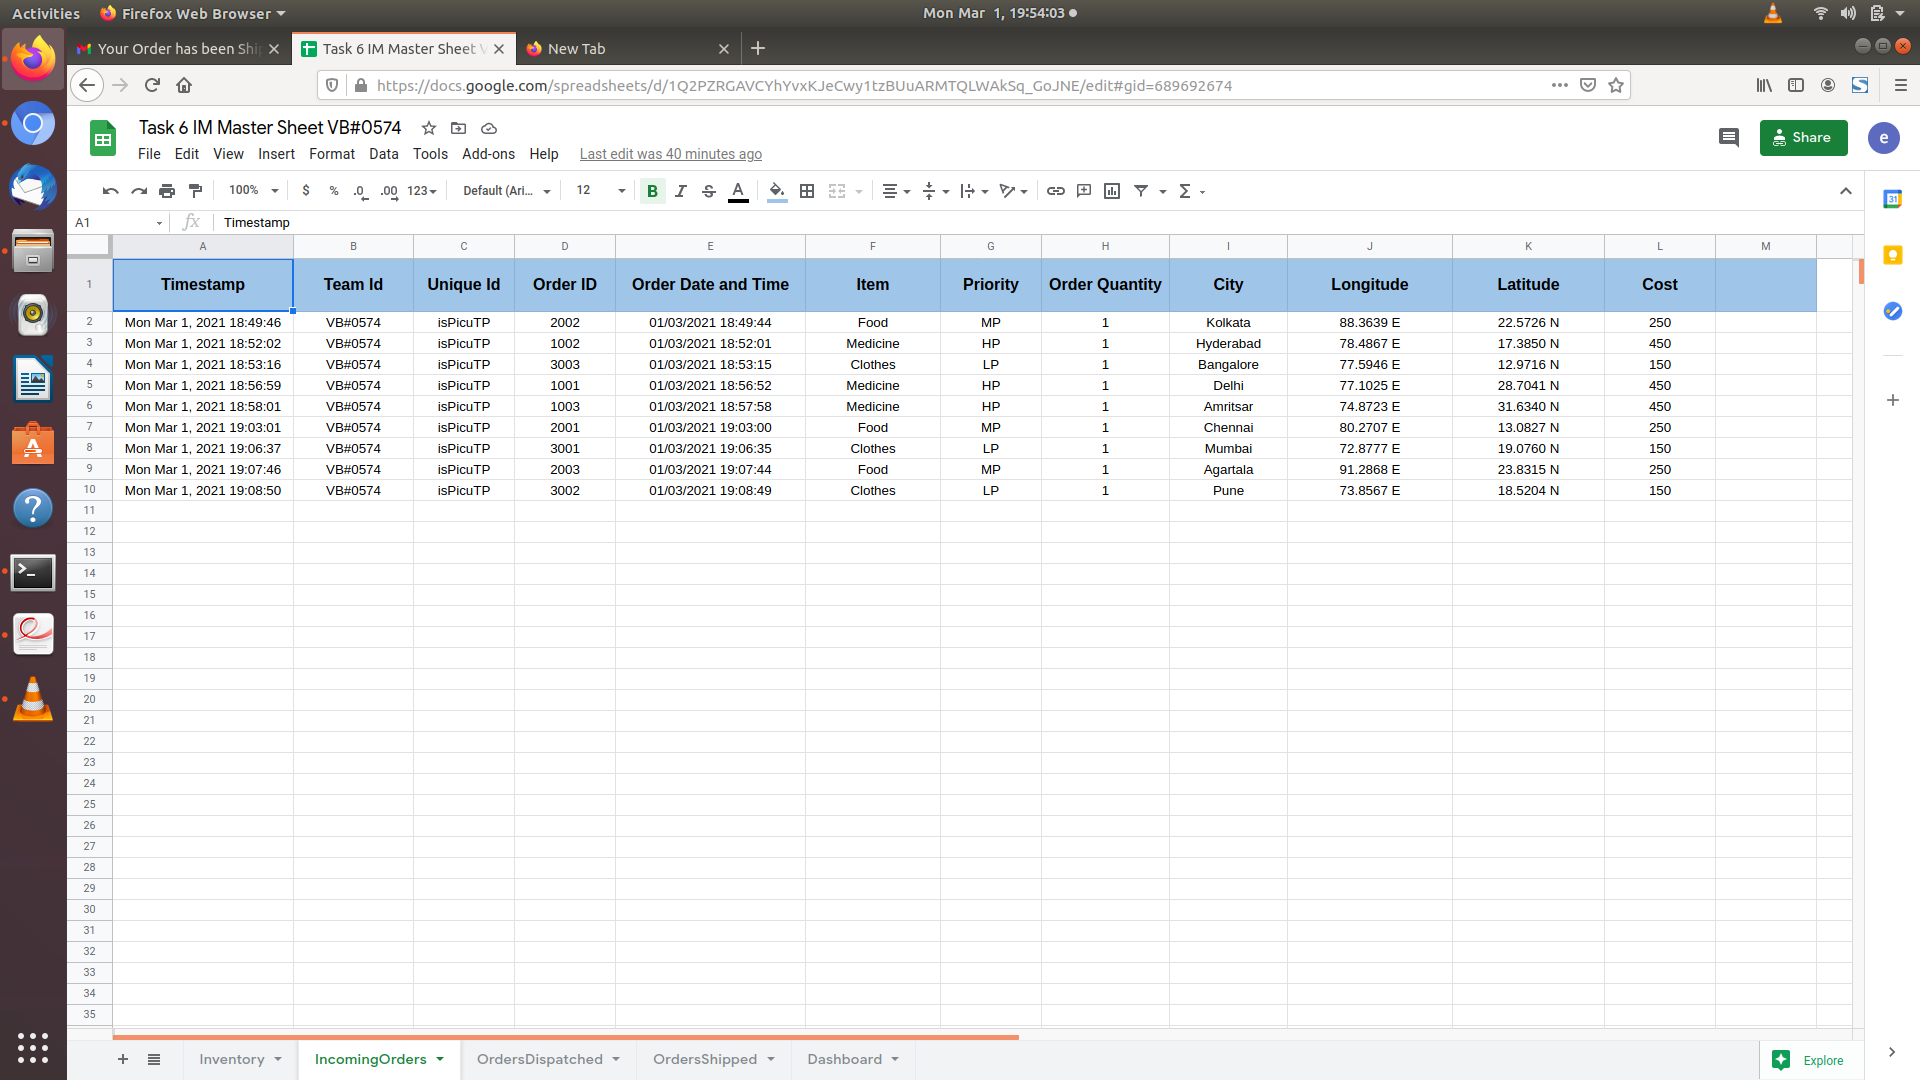 Activities Firefox Web Browser Mon Mar 1, 19:54:03
Your Order has been Shi Task 6 IM Master Sheet V New Tab
https://docs.google.com/spreadsheets/d/1Q2PZRGAVCYhYvxKJeCwy1tzBUuARMTQLWAkSq_GoJNE/edit#gid=689692674
Task 6 IM Master Sheet VB#0574
Share e
File Edit View Insert Format Data Tools Add-ons Help Last edit was 40 minutes ago
100% $ % .0 .00 123 Default (Ari... 12 B I S A Σ
31
A1 fx Timestamp
A B C D E F G H I J K L M
1 Timestamp Team Id Unique Id Order ID Order Date and Time Item Priority Order Quantity City Longitude Latitude Cost
2 Mon Mar 1, 2021 18:49:46 VB#0574 isPicuTP 2002 01/03/2021 18:49:44 Food MP 1 Kolkata 88.3639 E 22.5726 N 250
3 Mon Mar 1, 2021 18:52:02 VB#0574 isPicuTP 1002 01/03/2021 18:52:01 Medicine HP 1 Hyderabad 78.4867 E 17.3850 N 450
4 Mon Mar 1, 2021 18:53:16 VB#0574 isPicuTP 3003 01/03/2021 18:53:15 Clothes LP 1 Bangalore 77.5946 E 12.9716 N 150
5 Mon Mar 1, 2021 18:56:59 VB#0574 isPicuTP 1001 01/03/2021 18:56:52 Medicine HP 1 Delhi 77.1025 E 28.7041 N 450
6 Mon Mar 1, 2021 18:58:01 VB#0574 isPicuTP 1003 01/03/2021 18:57:58 Medicine HP 1 Amritsar 74.8723 E 31.6340 N 450
7 Mon Mar 1, 2021 19:03:01 VB#0574 isPicuTP 2001 01/03/2021 19:03:00 Food MP 1 Chennai 80.2707 E 13.0827 N 250
8 Mon Mar 1, 2021 19:06:37 VB#0574 isPicuTP 3001 01/03/2021 19:06:35 Clothes LP 1 Mumbai 72.8777 E 19.0760 N 150
9 Mon Mar 1, 2021 19:07:46 VB#0574 isPicuTP 2003 01/03/2021 19:07:44 Food MP 1 Agartala 91.2868 E 23.8315 N 250
10 Mon Mar 1, 2021 19:08:50 VB#0574 isPicuTP 3002 01/03/2021 19:08:49 Clothes LP 1 Pune 73.8567 E 18.5204 N 150
11
12
13
14
15
16
17
18
19
20
21
22
23
24
25
26
27
28
29
30
31
32
33
34
35
Inventory IncomingOrders OrdersDispatched OrdersShipped Dashboard Explore